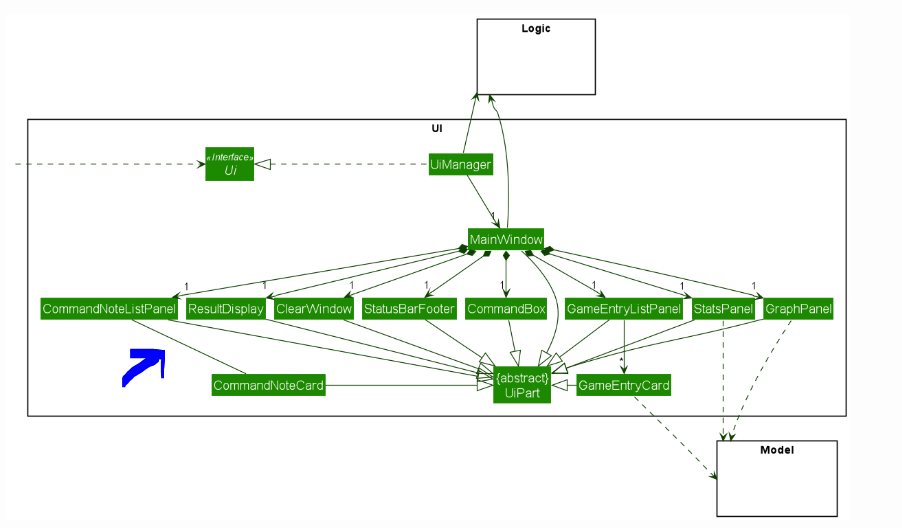 Logic
UI
«Interface»
Ui
UiManager
1
MainWindow
1
1
1
1
1
1
1
1
CommandNoteListPanel
ResultDisplay
ClearWindow
StatusBarFooter
CommandBox
GameEntryListPanel
StatsPanel
GraphPanel
*
CommandNoteCard
{abstract}
UiPart
GameEntryCard
Model